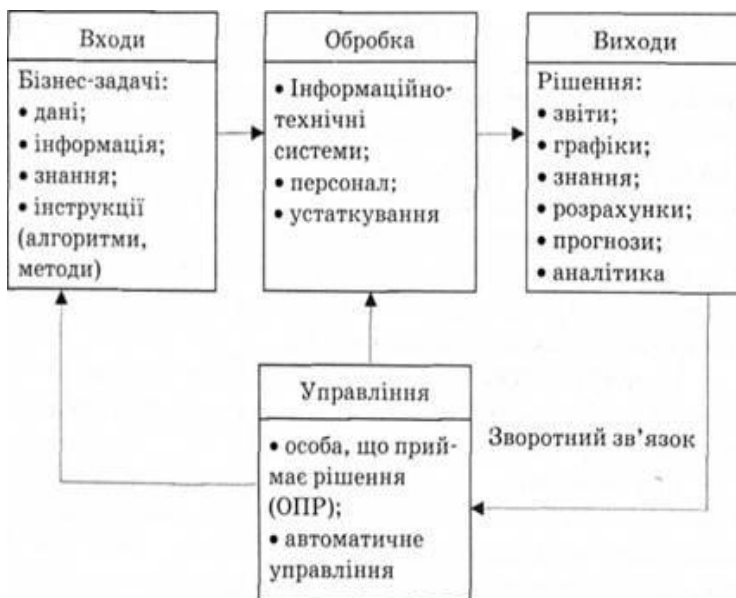 Входи
Бізнес-задачі:
• дані;
• інформація;
• знання;
• інструкції
(алгоритми,
методи)
Обробка
• Інформаційно-
технічні
системи;
• персонал;
• устаткування
Виходи
Рішення:
• звіти;
• графіки;
• знання;
• розрахунки;
• прогнози;
• аналітика
Управління
• особа, що прий-
має рішення
(ОПР);
• автоматичне
управління
Зворотний зв’язок